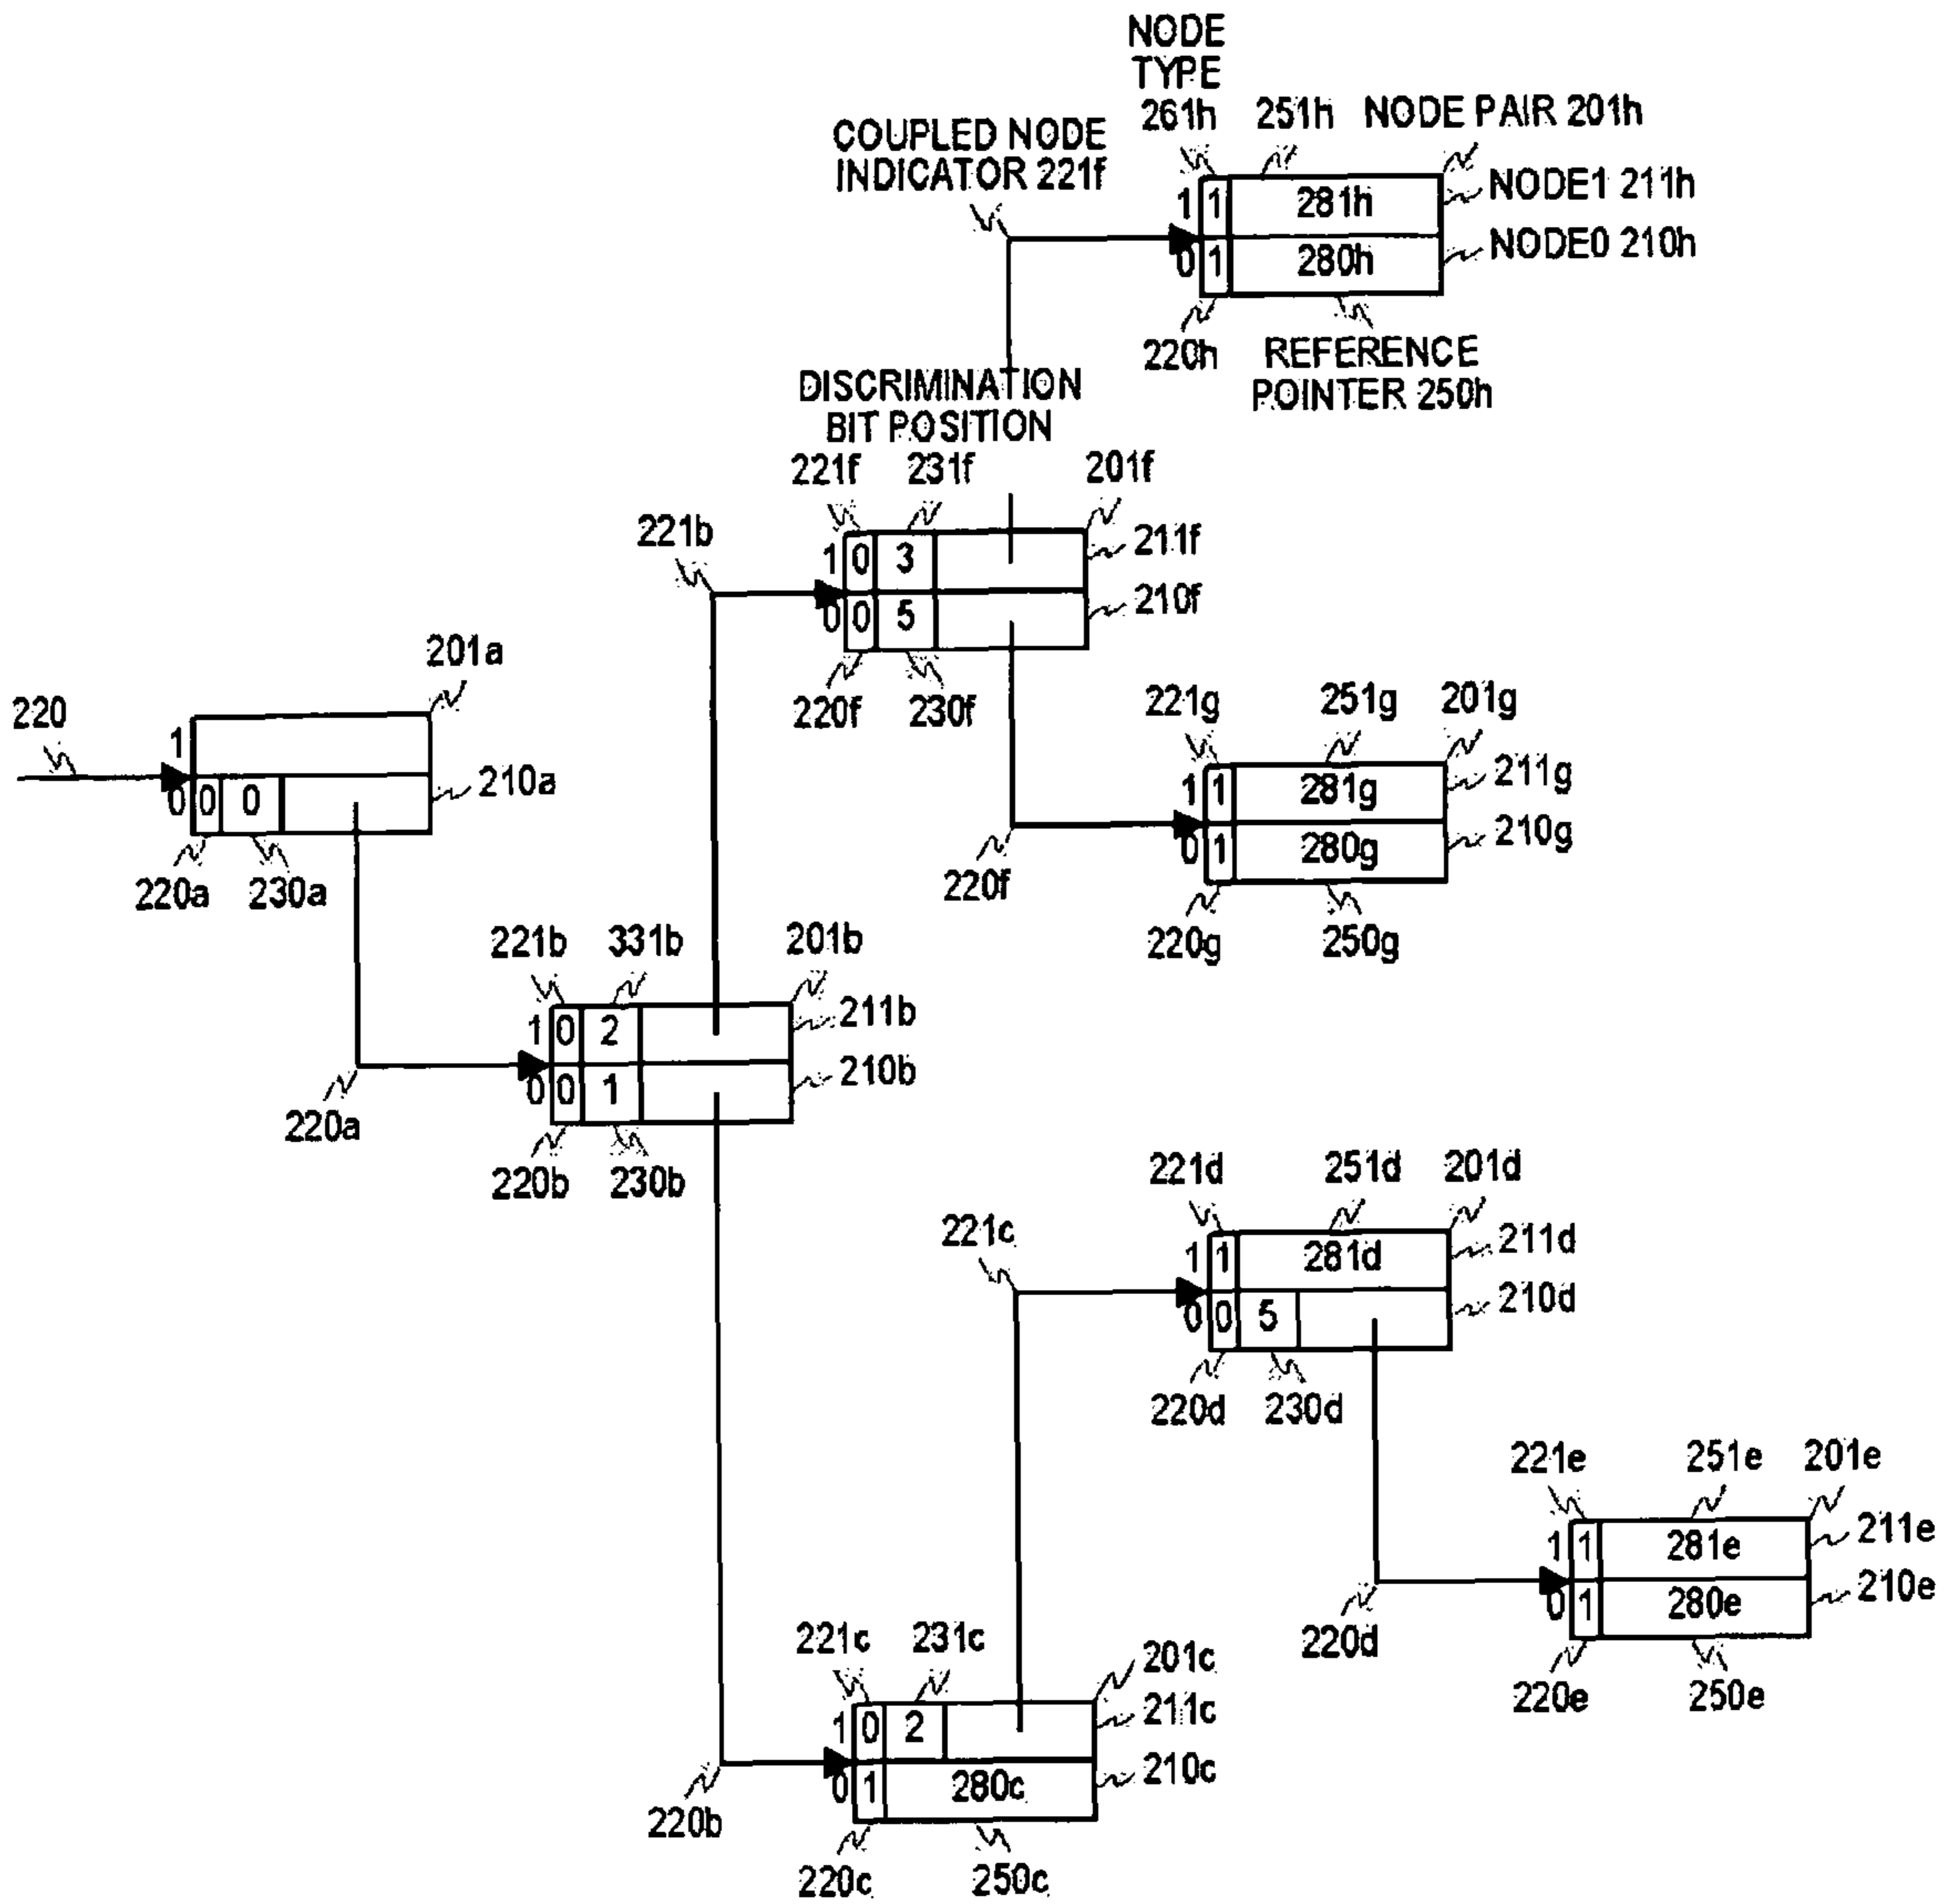 NODE
TYPE
261h 251h NODE PAIR 201h
COUPLED NODE
INDICATOR 221f
1 1 281h NODE1 211h
0 1 280h NODE0 210h
220h REFERENCE
POINTER 250h
DISCRIMINATION
BIT POSITION
221f 231f 201f
221b
1 0 3 211f
0 0 5 210f
220f 230f
201a
220
1
0 0 0 210a
220a 230a
221g 251g 201g
1 1 281g 211g
0 1 280g 210g
220f
220g 250g
221b 331b 201b
1 0 2 211b
0 0 1 210b
220a
220b 230b
221d 251d 201d
221c
1 1 281d 211d
0 0 5 210d
220d 230d
221e 251e 201e
1 1 281e 211e
0 1 280e 210e
220d
220e 250e
221c 231c 201c
1 0 2 211c
0 1 280c 210c
220b
220c 250c